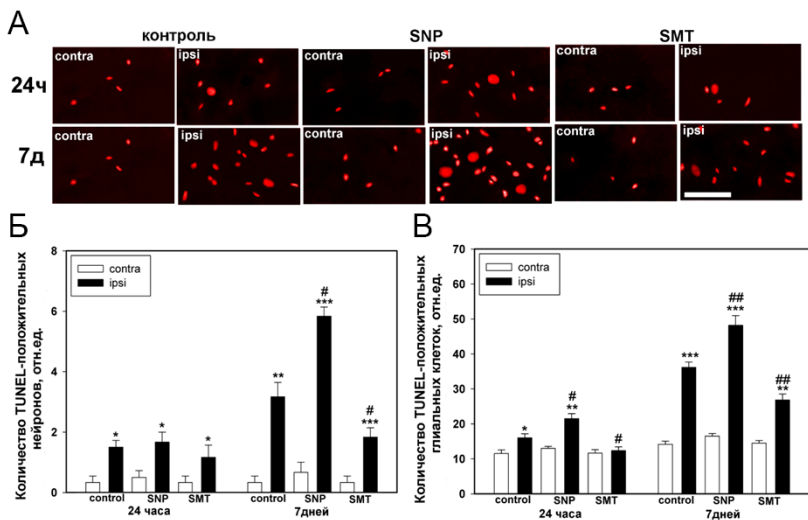 А
контроль SNP SMT
24ч
contra ipsi contra ipsi contra ipsi
7д
contra ipsi contra ipsi contra ipsi
Б
Количество TUNEL-положительных
нейронов, отн.ед.
8
6
4
2
0
contra
ipsi
* * * ** # *** # ***
control SNP SMT control SNP SMT
24 часа 7дней
В
Количество TUNEL-положительных
глиальных клеток, отн.ед.
70
60
50
40
30
20
10
0
contra
ipsi
* # ** # *** ## *** ## **
control SNP SMT control SNP SMT
24 часа 7дней